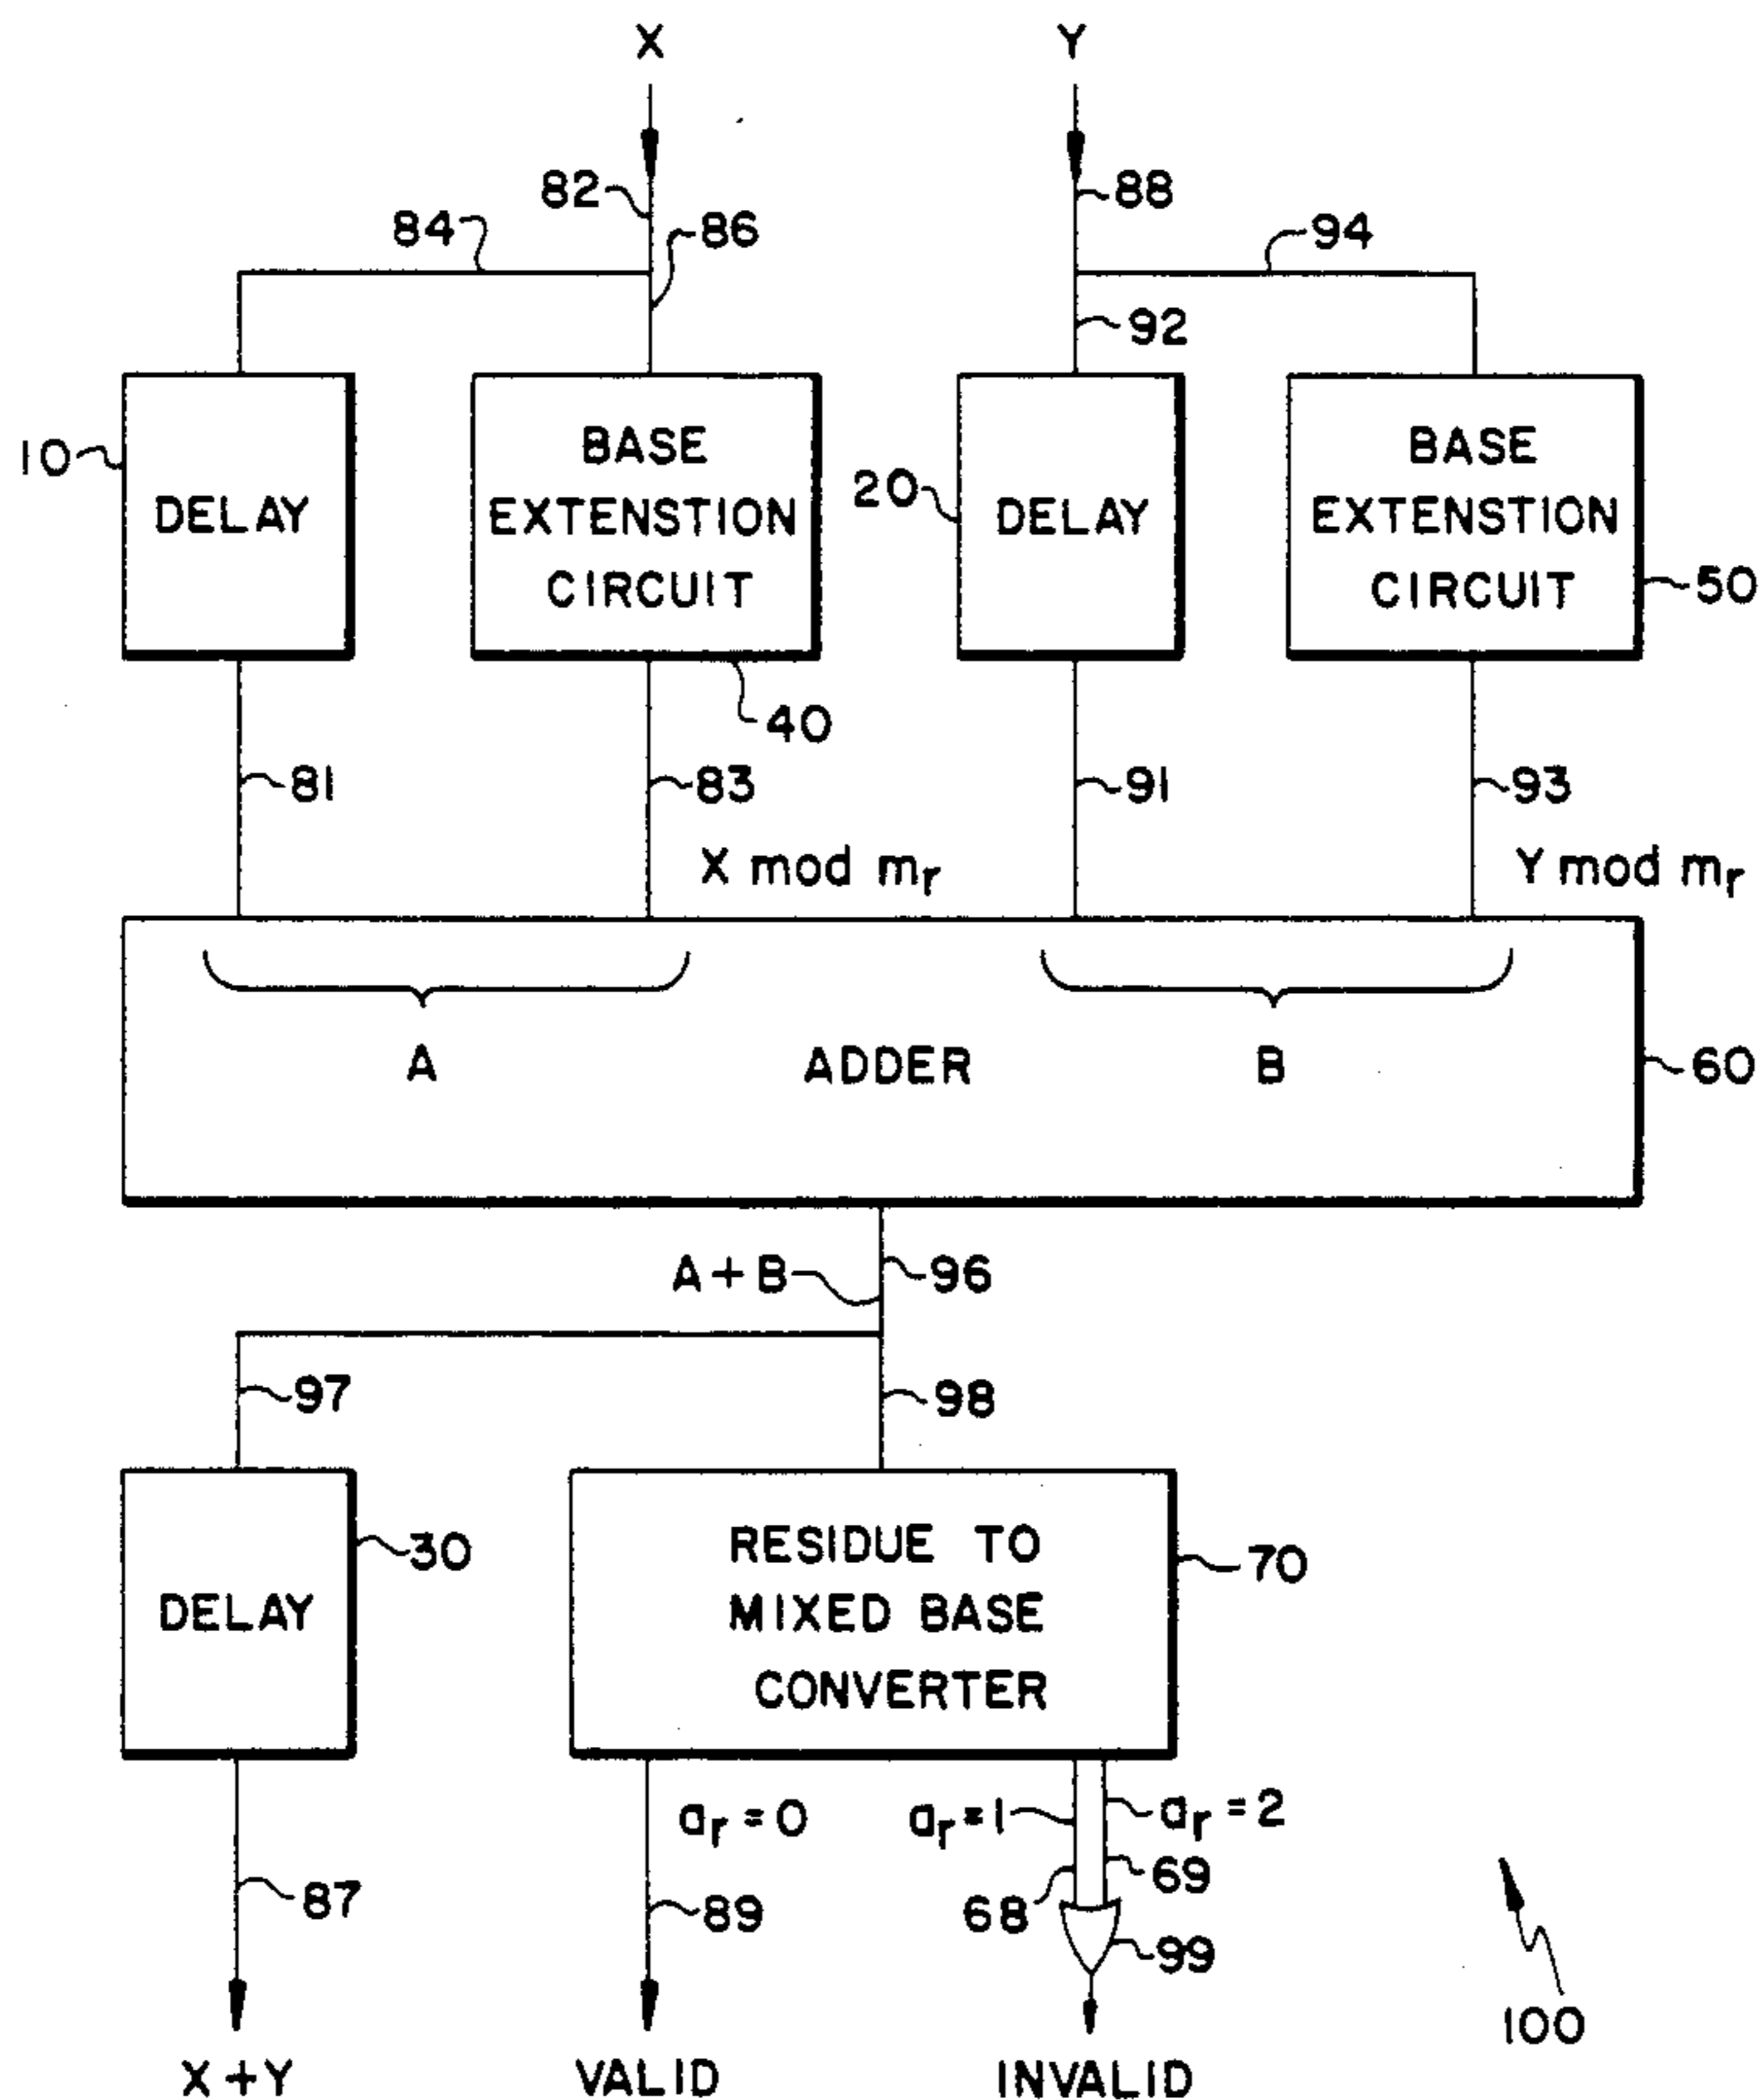 X
Y
82
88
84
86
94
92
10
DELAY
BASE
EXTENSTION
CIRCUIT
40
20
DELAY
BASE
EXTENSTION
CIRCUIT
50
81
83
91
93
X mod mr
Y mod mr
A
ADDER
B
60
A+B
96
97
98
DELAY
30
RESIDUE TO
MIXED BASE
CONVERTER
70
ar=0
ar=1
ar=2
87
89
68
69
99
100
X+Y
VALID
INVALID